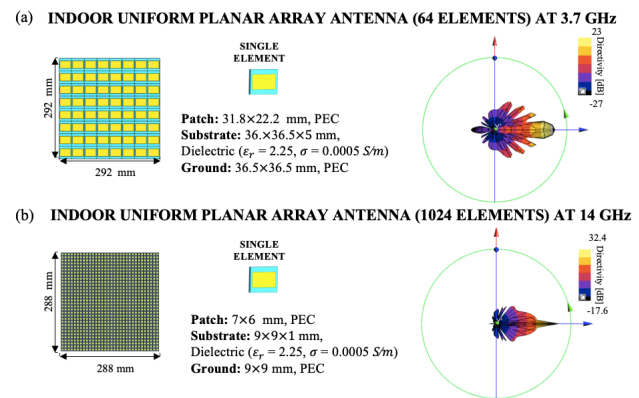 (a) INDOOR UNIFORM PLANAR ARRAY ANTENNA (64 ELEMENTS) AT 3.7 GHz
SINGLE
ELEMENT
292 mm
292 mm
Patch: 31.8×22.2 mm, PEC
Substrate: 36.×36.5×5 mm,
Dielectric (εr = 2.25, σ = 0.0005 S/m)
Ground: 36.5×36.5 mm, PEC
23
Directivity [dB]
-27
(b) INDOOR UNIFORM PLANAR ARRAY ANTENNA (1024 ELEMENTS) AT 14 GHz
SINGLE
ELEMENT
288 mm
288 mm
Patch: 7×6 mm, PEC
Substrate: 9×9×1 mm,
Dielectric (εr = 2.25, σ = 0.0005 S/m)
Ground: 9×9 mm, PEC
32.4
Directivity [dB]
-17.6